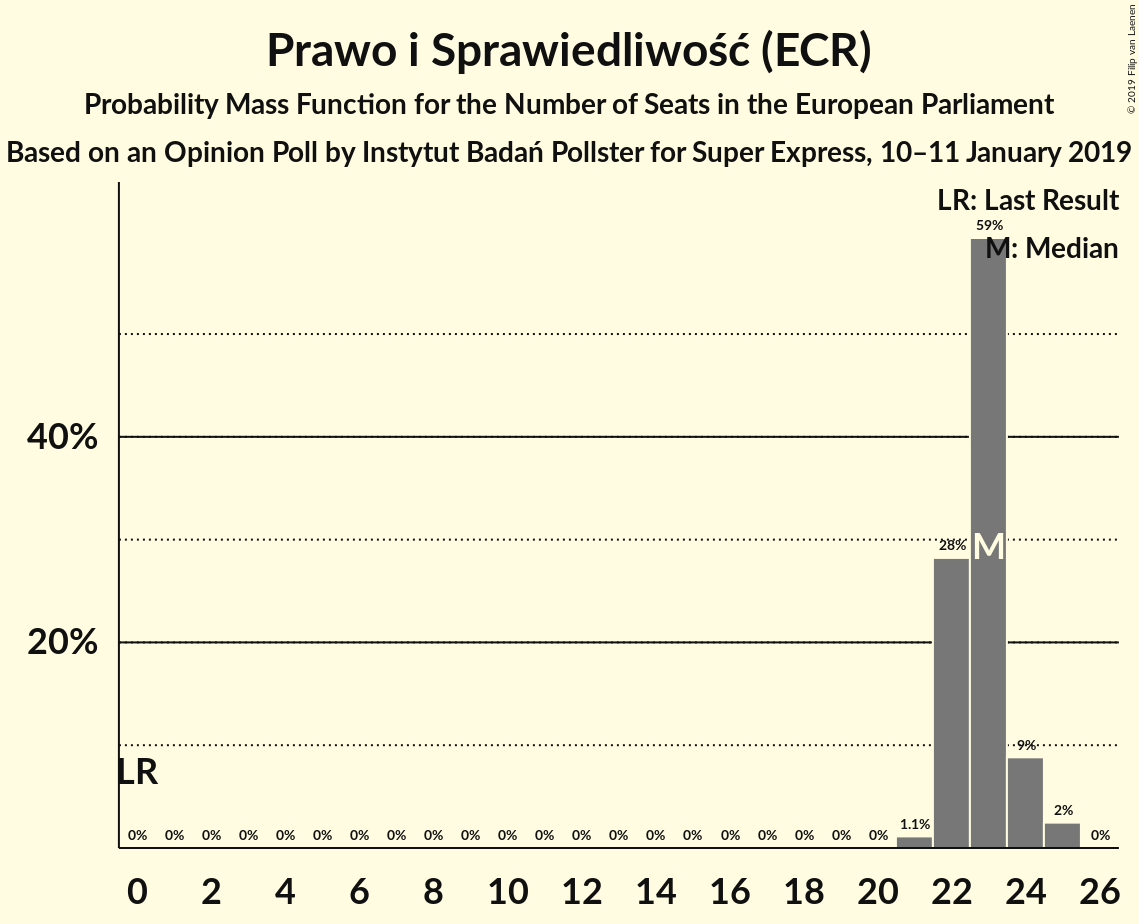 Prawo i Sprawiedliwość (ECR)
Probability Mass Function for the Number of Seats in the European Parliament
Based on an Opinion Poll by Instytut Badań Pollster for Super Express, 10–11 January 2019
© 2019 Filip van Laenen
LR: Last Result
59%
M: Median
40%
28% M
20%
9%
LR
2%
1.1%
0% 0% 0% 0% 0% 0% 0% 0% 0% 0% 0% 0% 0% 0% 0% 0% 0% 0% 0% 0% 0% 0%
0 2 4 6 8 10 12 14 16 18 20 22 24 26